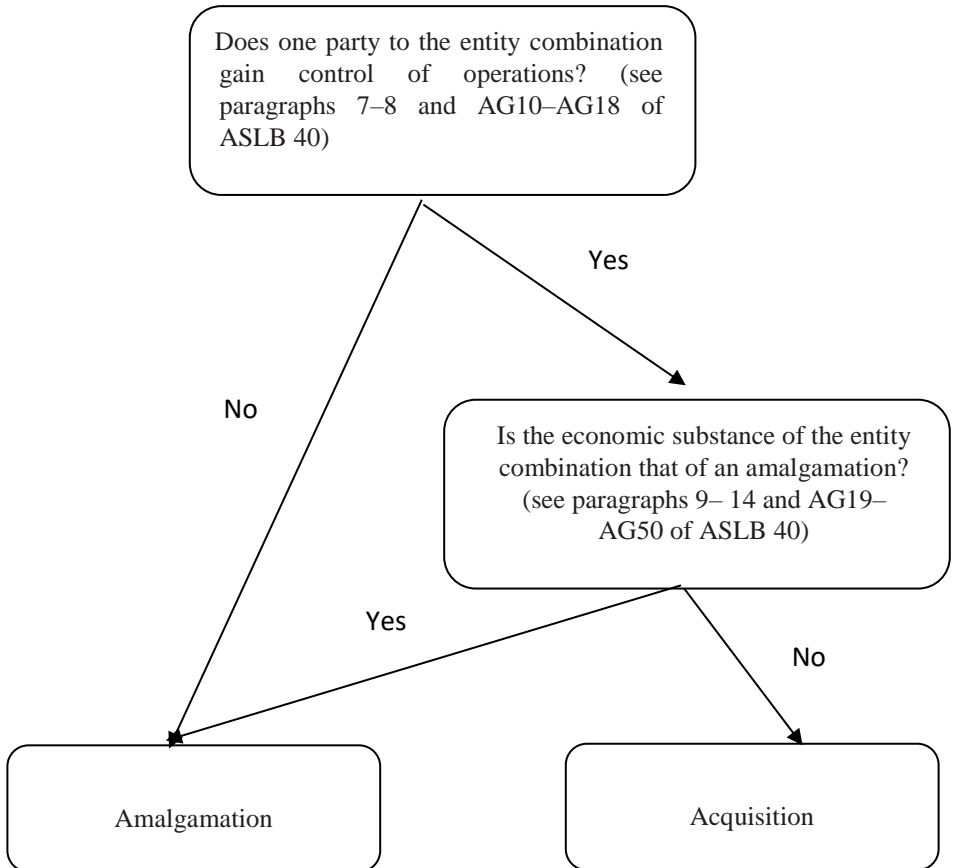 Does one party to the entity combination
gain control of operations? (see
paragraphs 7–8 and AG10–AG18 of
ASLB 40)
Yes
No
Is the economic substance of the entity
combination that of an amalgamation?
(see paragraphs 9– 14 and AG19–
AG50 of ASLB 40)
Yes
No
Amalgamation
Acquisition